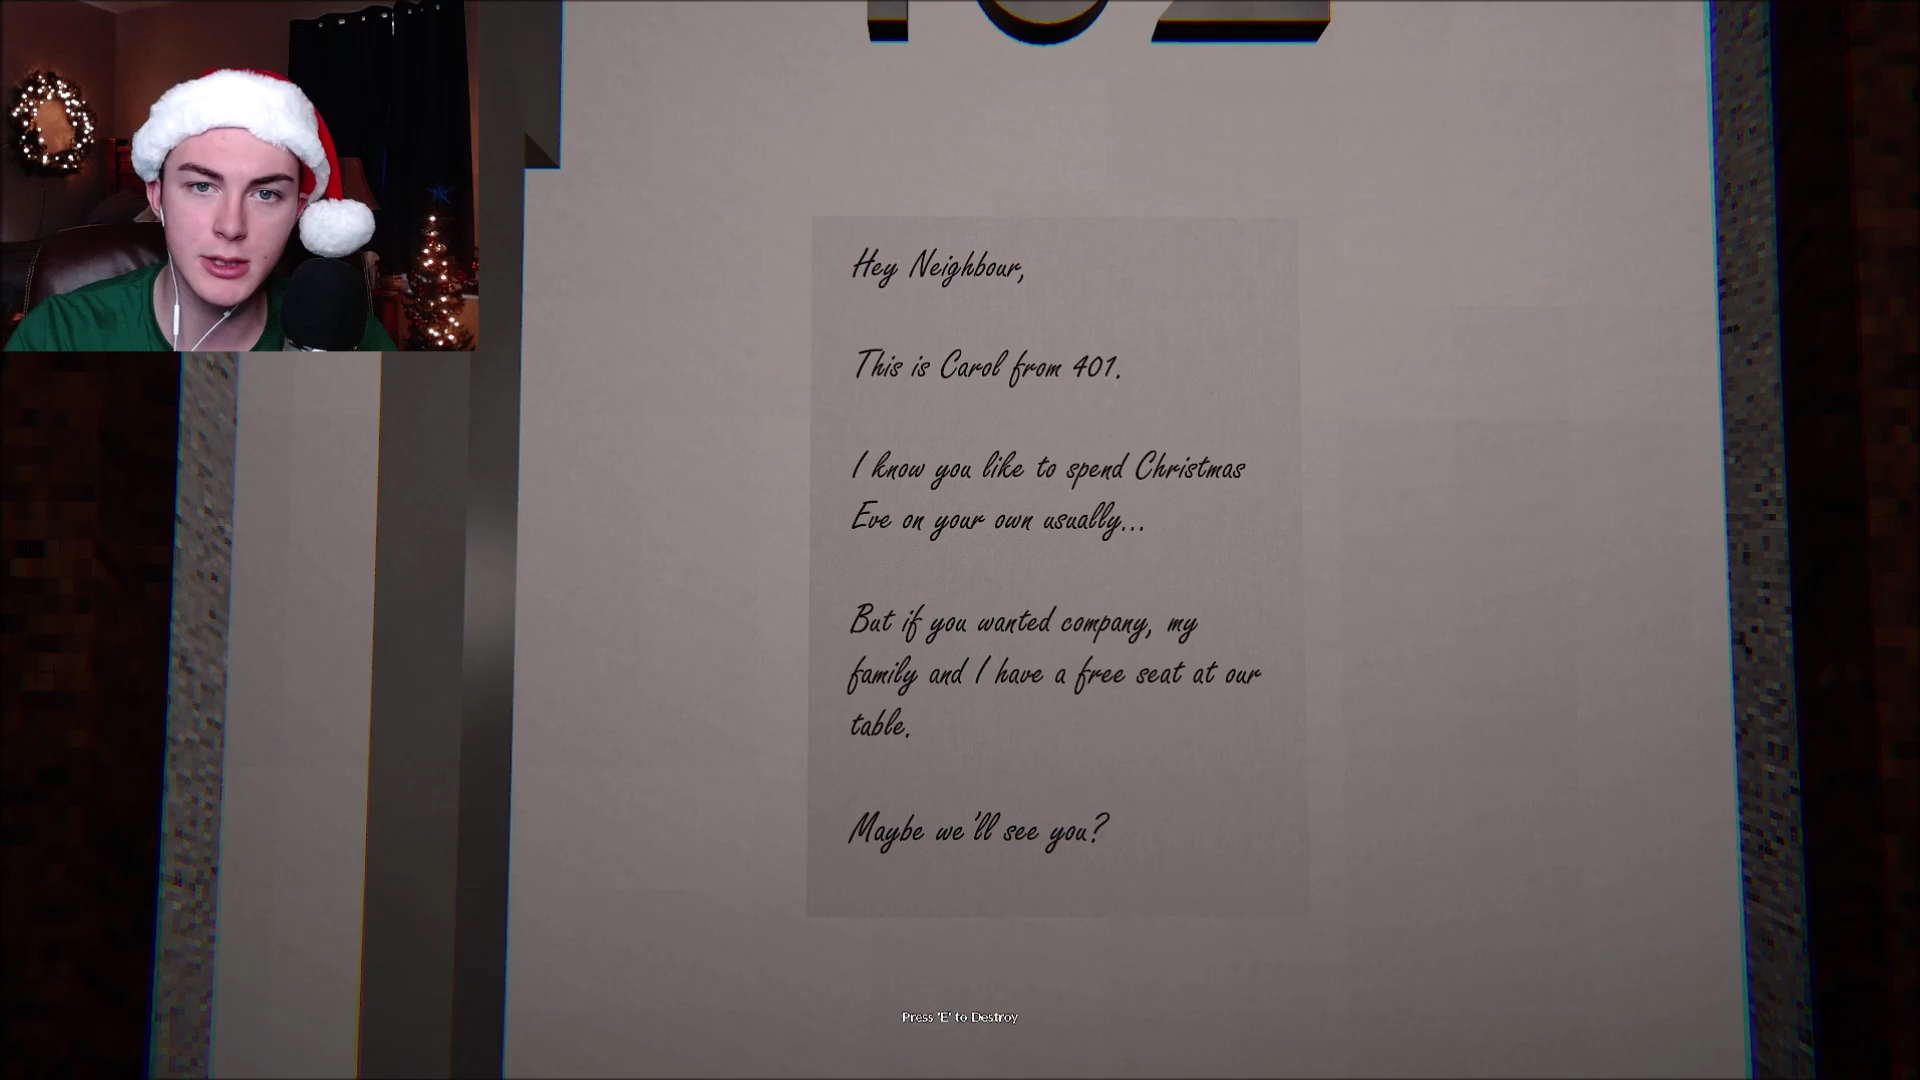 Hey Neighbour,
This is Carol from 401.
I know you like to spend Christmas
Eve on your own usually...
But if you wanted company, my
family and I have a free seat at our
table.
Maybe we'll see you?
Press 'E' to Destroy